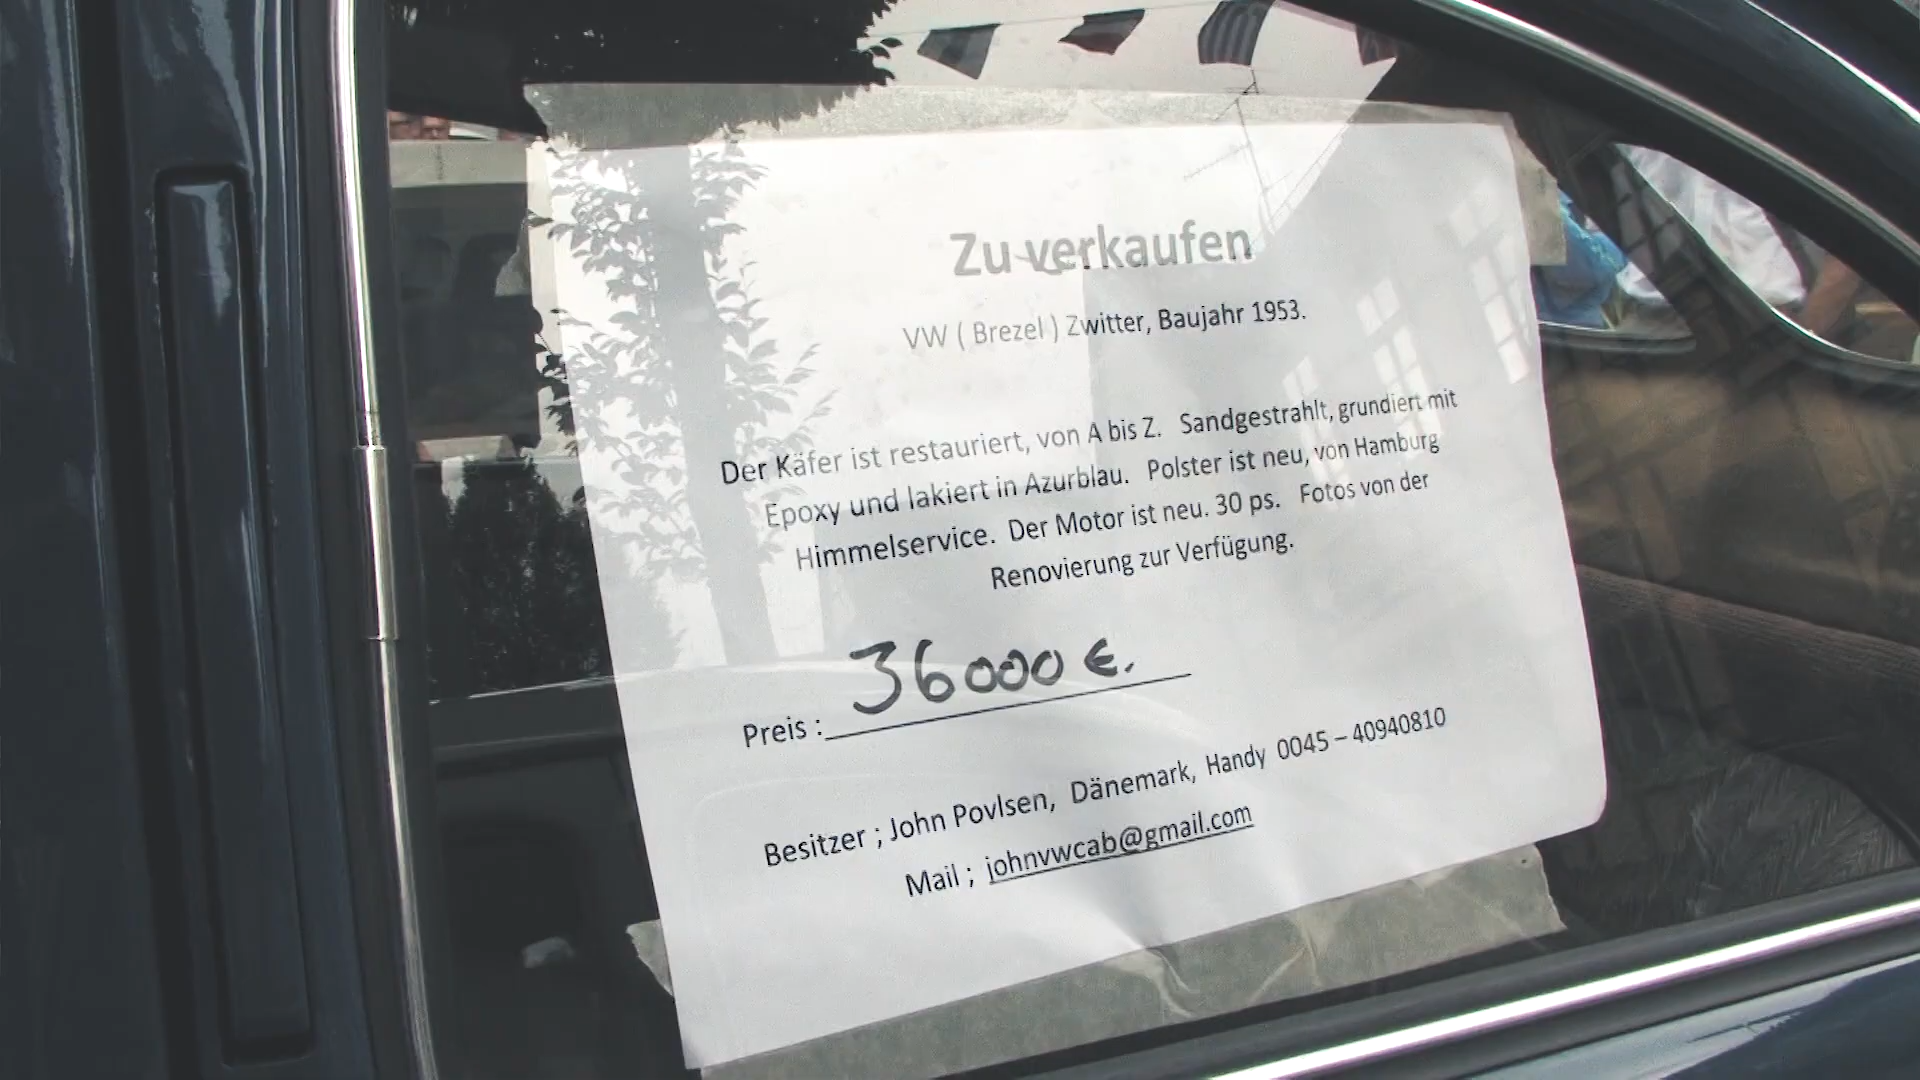 Zu verkaufen
VW ( Brezel ) Zwitter, Baujahr 1953.
Der Käfer ist restauriert, von A bis Z. Sandgestrahlt, grundiert mit
Epoxy und lakiert in Azurblau. Polster ist neu, von Hamburg
Himmelservice. Der Motor ist neu. 30 ps. Fotos von der
Renovierung zur Verfügung.
Preis : 36000 €.
Besitzer ; John Povlsen, Dänemark, Handy 0045 – 40940810
Mail ; johnvwcab@gmail.com